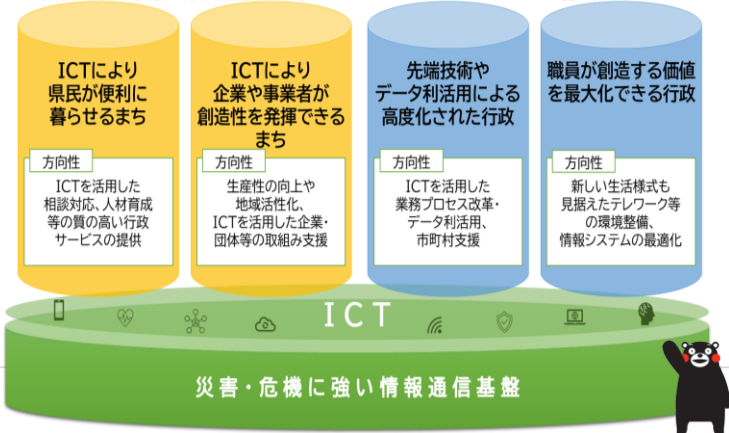 ICTにより
県民が便利に
暮らせるまち
方向性
ICTを活用した
相談対応、人材育成
等の質の高い行政
サービスの提供
ICTにより
企業や事業者が
創造性を発揮できる
まち
方向性
生産性の向上や
地域活性化、
ICTを活用した企業・
団体等の取組み支援
先端技術や
データ利活用による
高度化された行政
方向性
ICTを活用した
業務プロセス改革・
データ利活用、
市町村支援
職員が創造する価値
を最大化できる行政
方向性
新しい生活様式も
見据えたテレワーク等
の環境整備、
情報システムの最適化
ICT
災害・危機に強い情報通信基盤